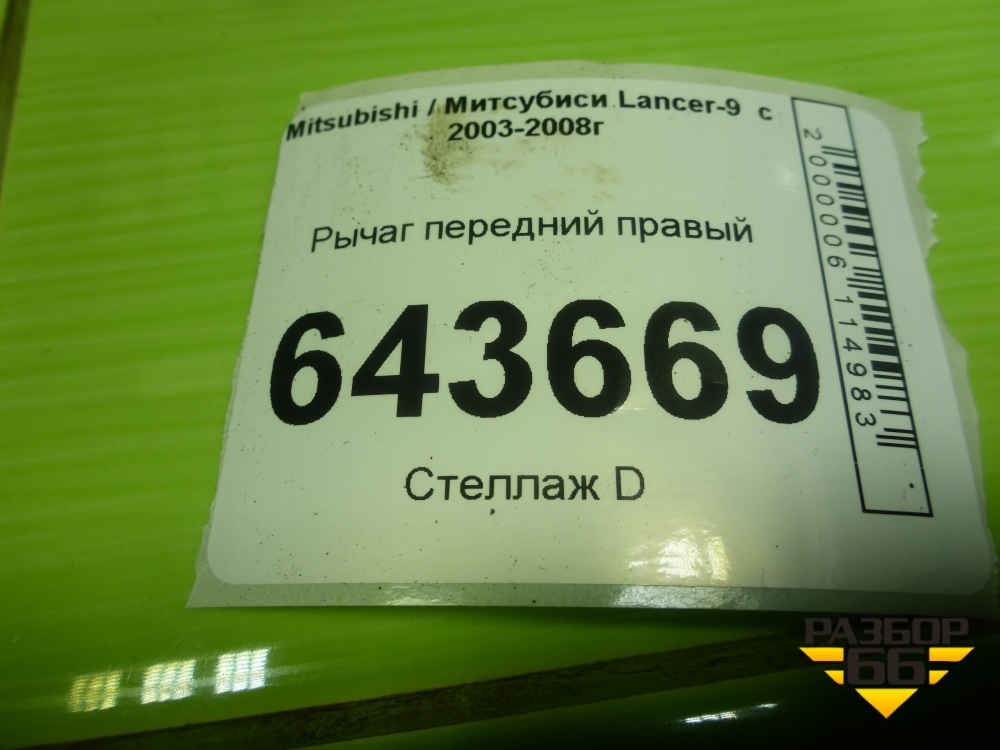 Mitsubishi / Митсубиси Lancer-9 с
2003-2008г
Рычаг передний правый
643669
Стеллаж D
2000006114983
РАЗБОР
66